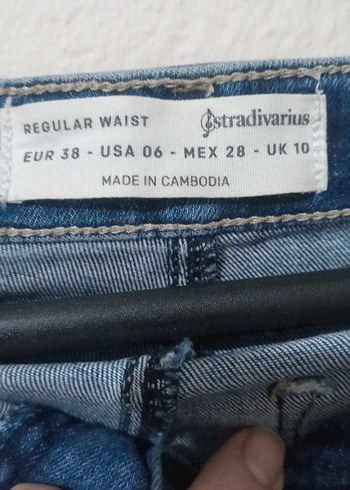 REGULAR WAIST stradivarius
EUR 38 - USA 06 - MEX 28 - UK 10
MADE IN CAMBODIA